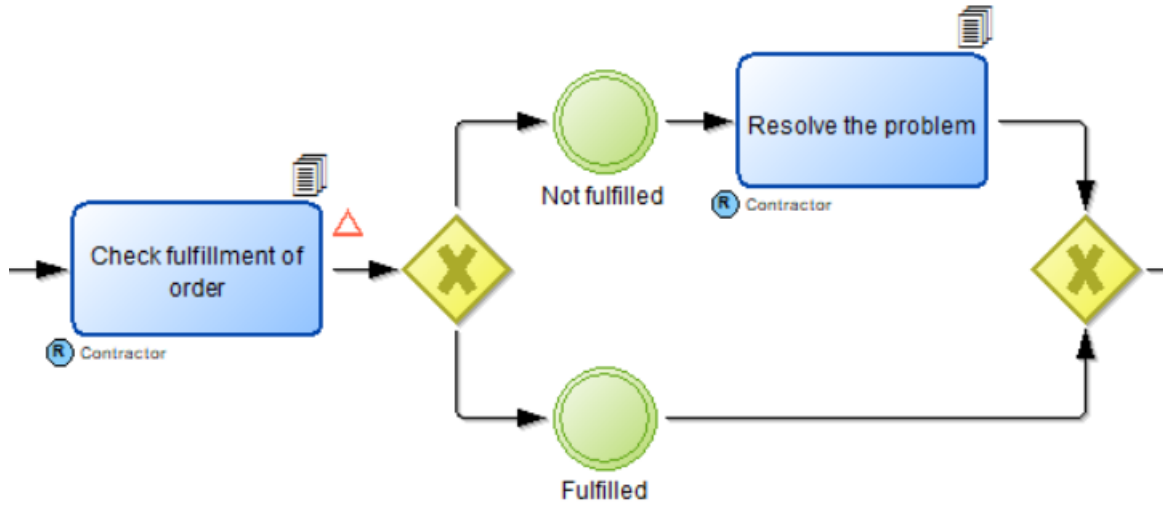 Resolve the problem
Not fulfilled
R Contractor
Check fulfillment of
order
R Contractor
Fulfilled